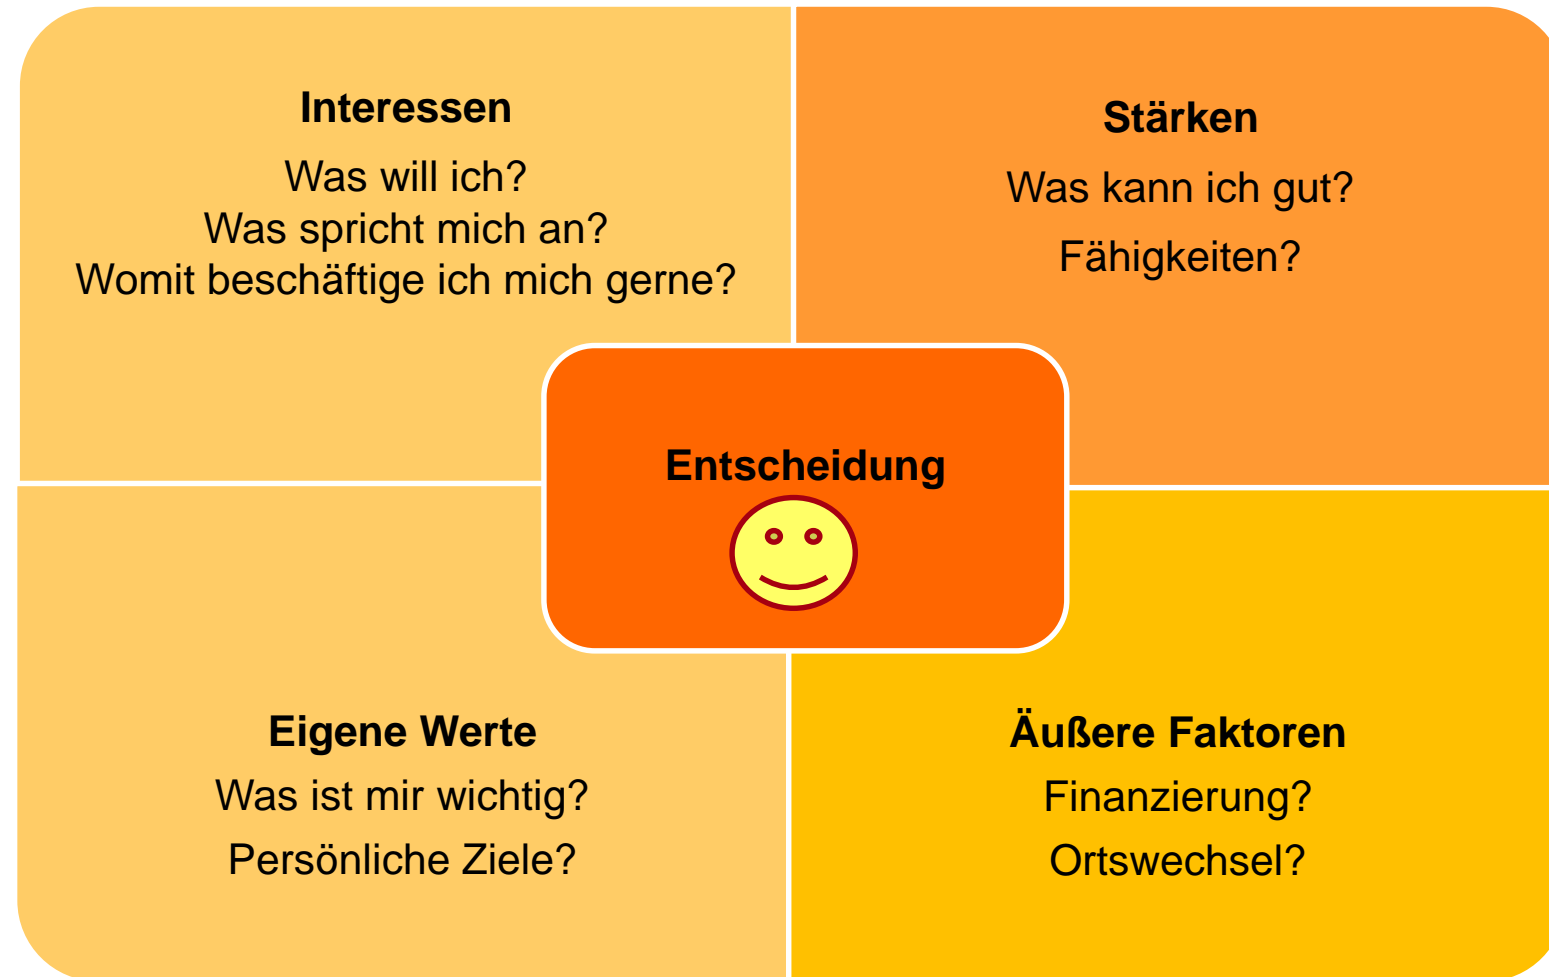 Interessen
Was will ich?
Was spricht mich an?
Womit beschäftige ich mich gerne?
Stärken
Was kann ich gut?
Fähigkeiten?
Entscheidung
Eigene Werte
Was ist mir wichtig?
Persönliche Ziele?
Äußere Faktoren
Finanzierung?
Ortswechsel?